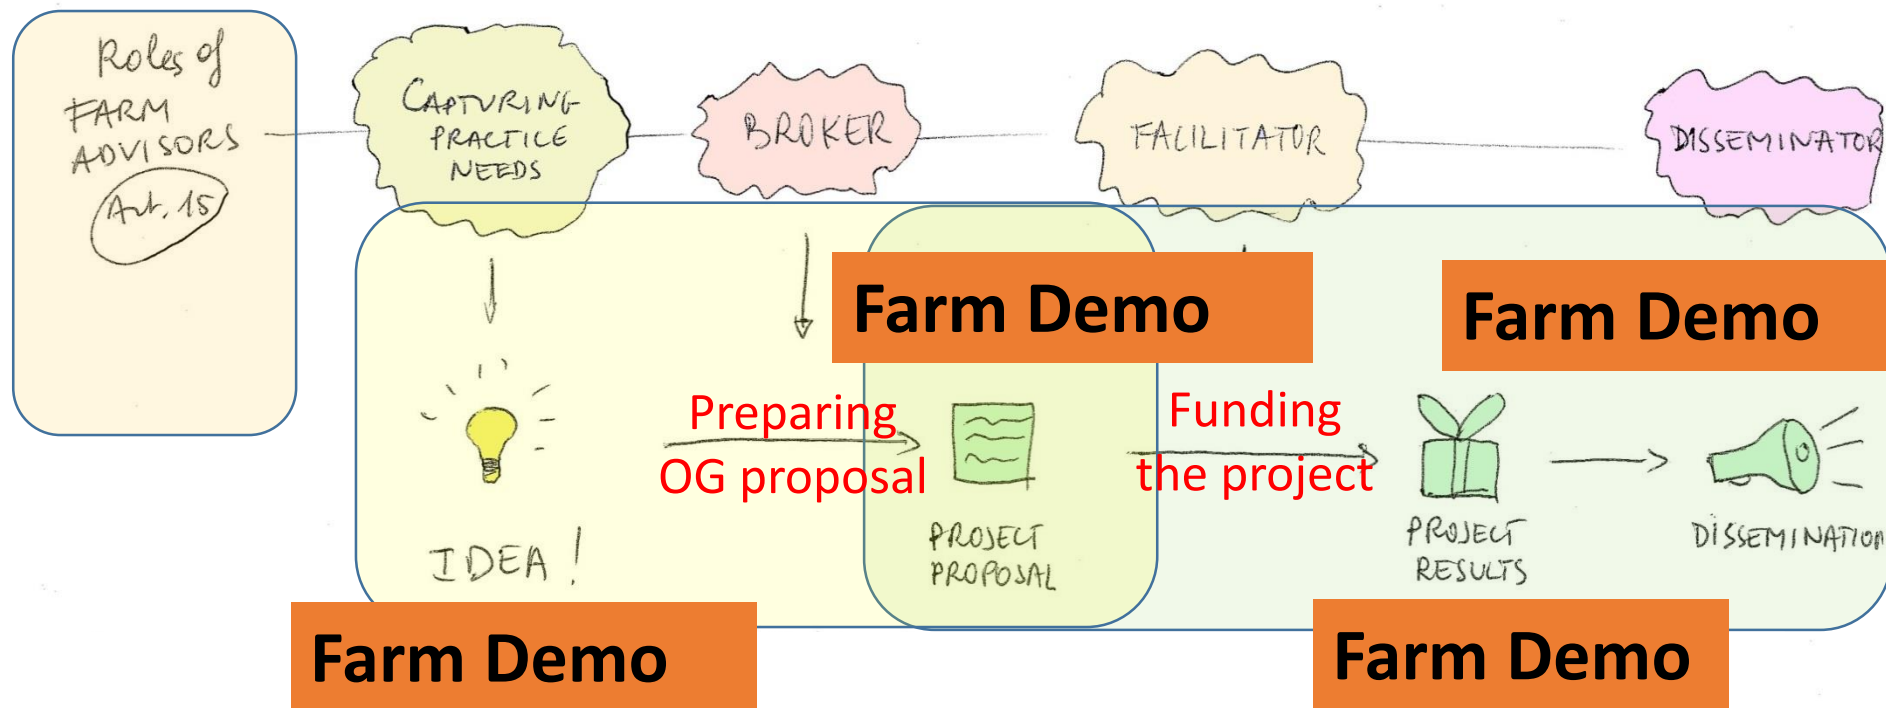 Roles of
FARM
ADVISORS
Art. 15
CAPTURING
PRACTICE
NEEDS
BROKER
FACILITATOR
DISSEMINATOR
Farm Demo
Farm Demo
Preparing
OG proposal
Funding
the project
IDEA !
PROJECT
PROPOSAL
PROJECT
RESULTS
DISSEMINATION
Farm Demo
Farm Demo